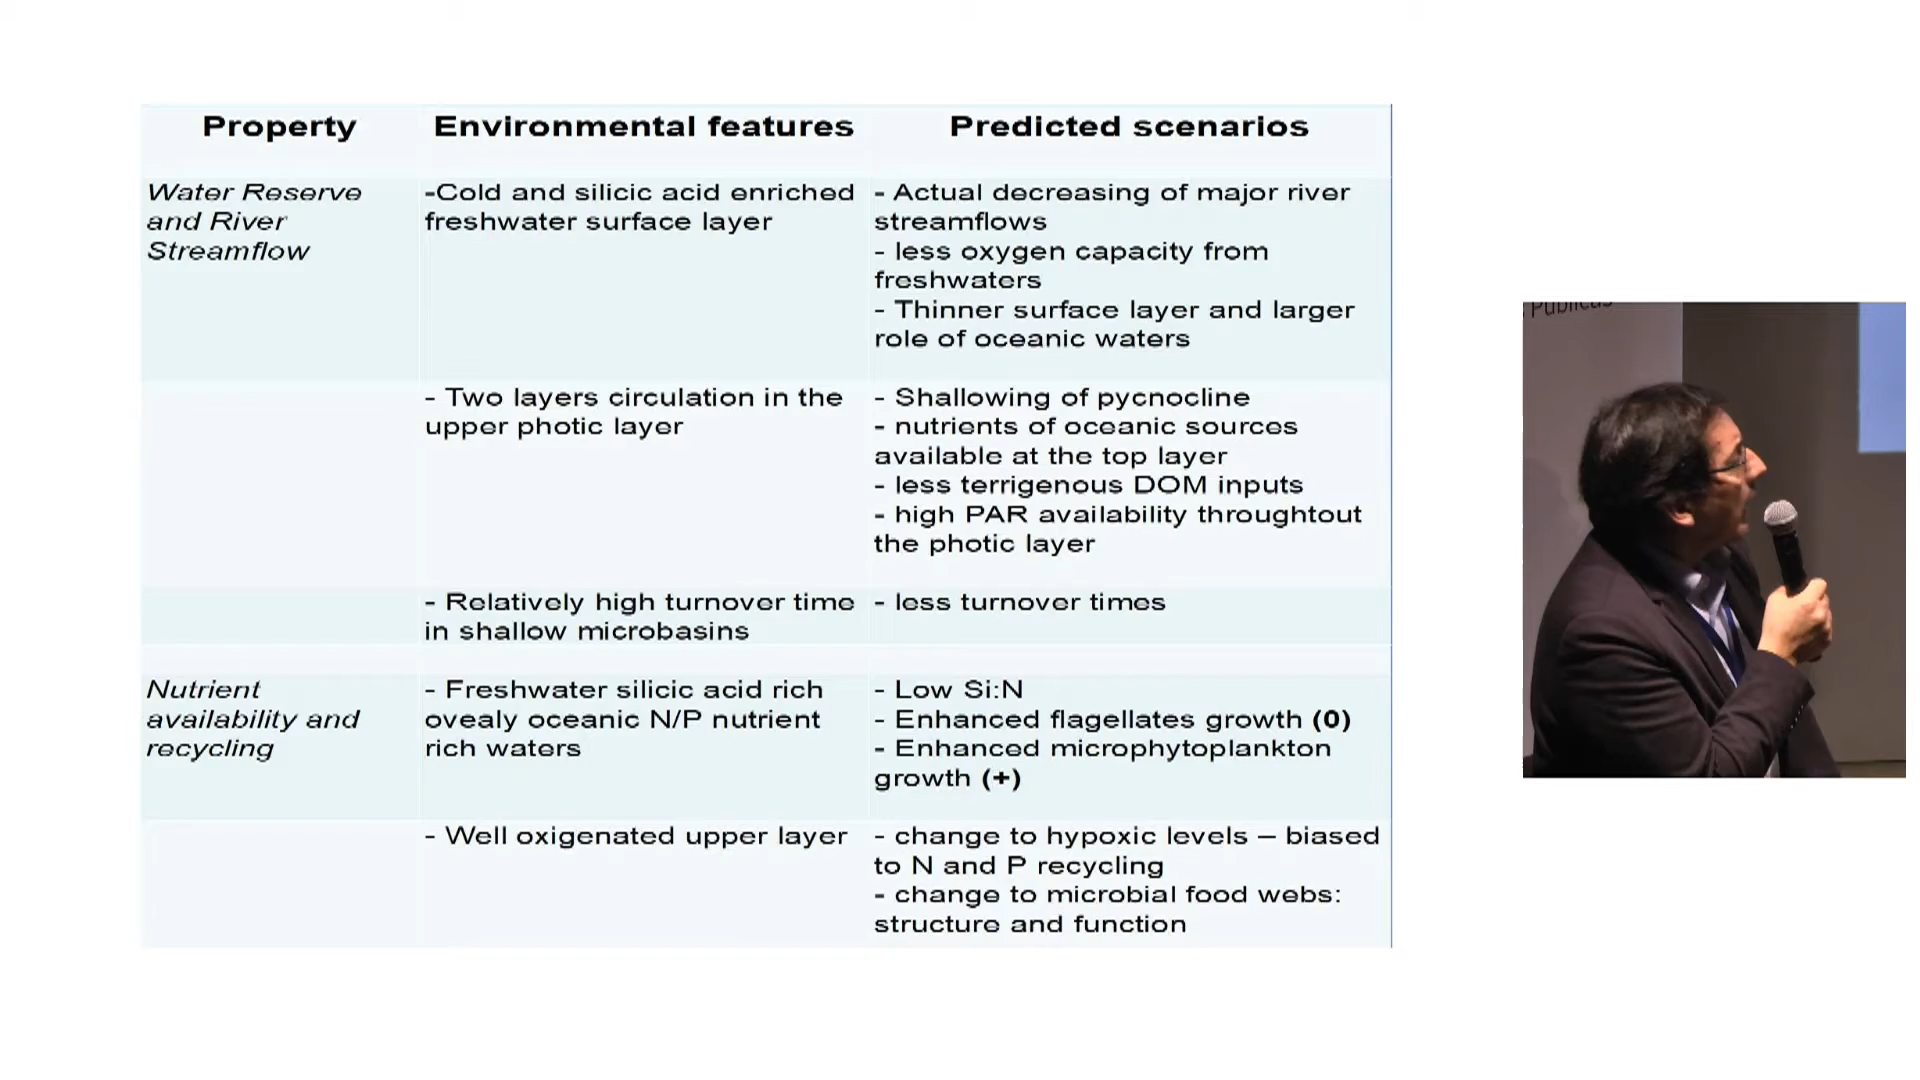 Property Environmental features Predicted scenarios
Water Reserve
and River
Streamflow
-Cold and silicic acid enriched
freshwater surface layer
- Actual decreasing of major river
streamflows
- less oxygen capacity from
freshwaters
- Thinner surface layer and larger
role of oceanic waters
- Two layers circulation in the
upper photic layer
- Shallowing of pycnocline
- nutrients of oceanic sources
available at the top layer
- less terrigenous DOM inputs
- high PAR availability throughtout
the photic layer
- Relatively high turnover time
in shallow microbasins
- less turnover times
Nutrient
availability and
recycling
- Freshwater silicic acid rich
ovealy oceanic N/P nutrient
rich waters
- Low Si:N
- Enhanced flagellates growth (0)
- Enhanced microphytoplankton
growth (+)
- Well oxigenated upper layer
- change to hypoxic levels – biased
to N and P recycling
- change to microbial food webs:
structure and function
Publicas